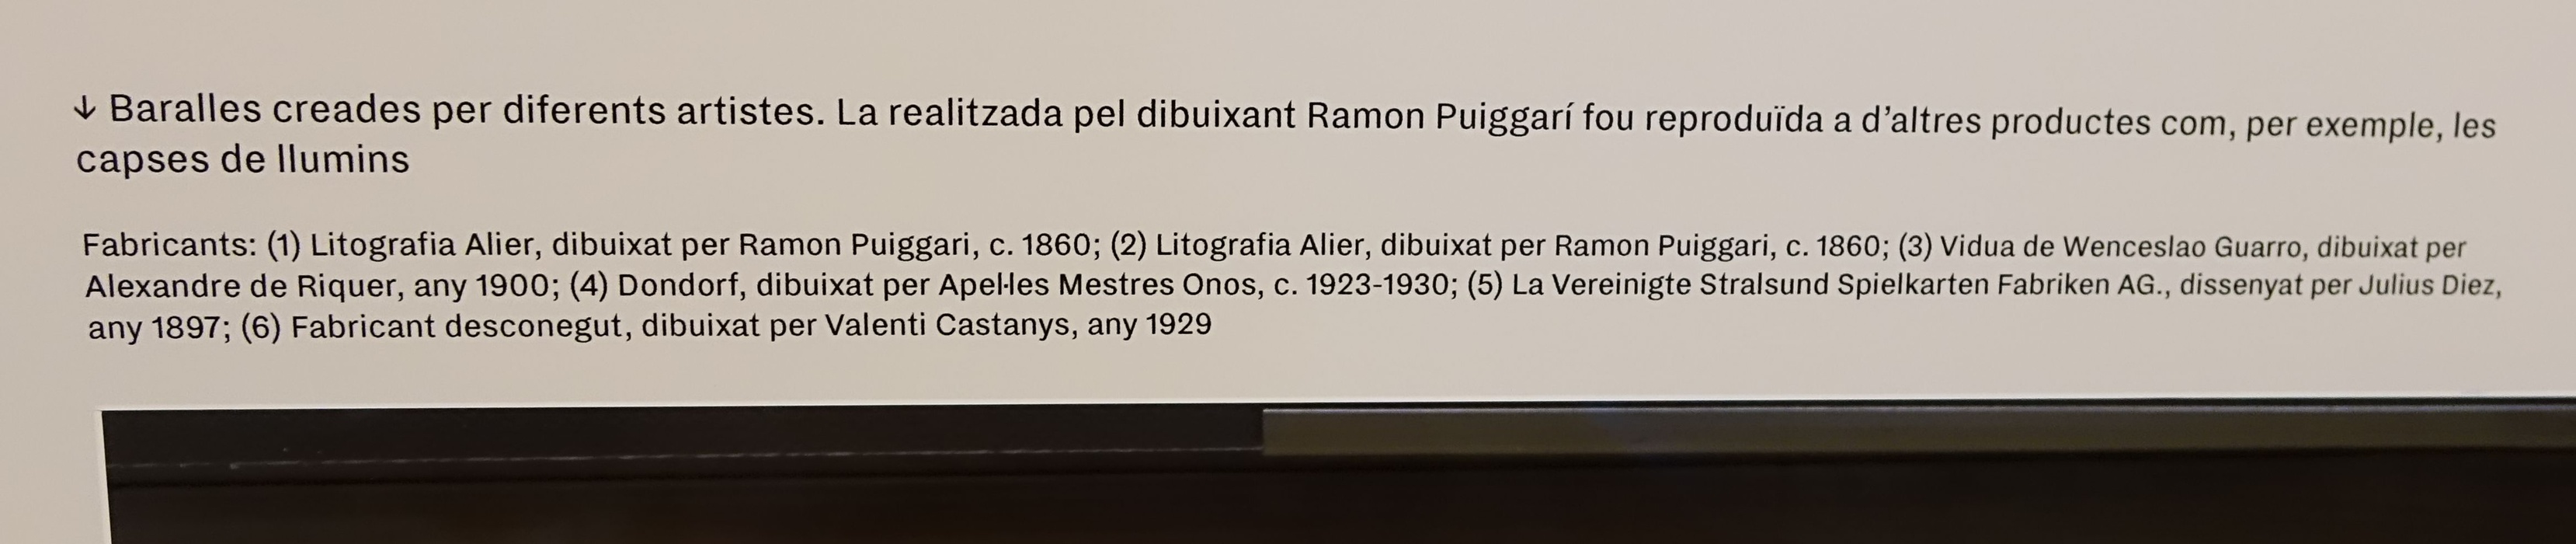 ↓ Baralles creades per diferents artistes. La realitzada pel dibuixant Ramon Puiggarí fou reproduïda a d’altres productes com, per exemple, les
capses de llumins
Fabricants: (1) Litografia Alier, dibuixat per Ramon Puiggari, c. 1860; (2) Litografia Alier, dibuixat per Ramon Puiggari, c. 1860; (3) Vidua de Wenceslao Guarro, dibuixat per
Alexandre de Riquer, any 1900; (4) Dondorf, dibuixat per Apel·les Mestres Onos, c. 1923-1930; (5) La Vereinigte Stralsund Spielkarten Fabriken AG., dissenyat per Julius Diez,
any 1897; (6) Fabricant desconegut, dibuixat per Valenti Castanys, any 1929